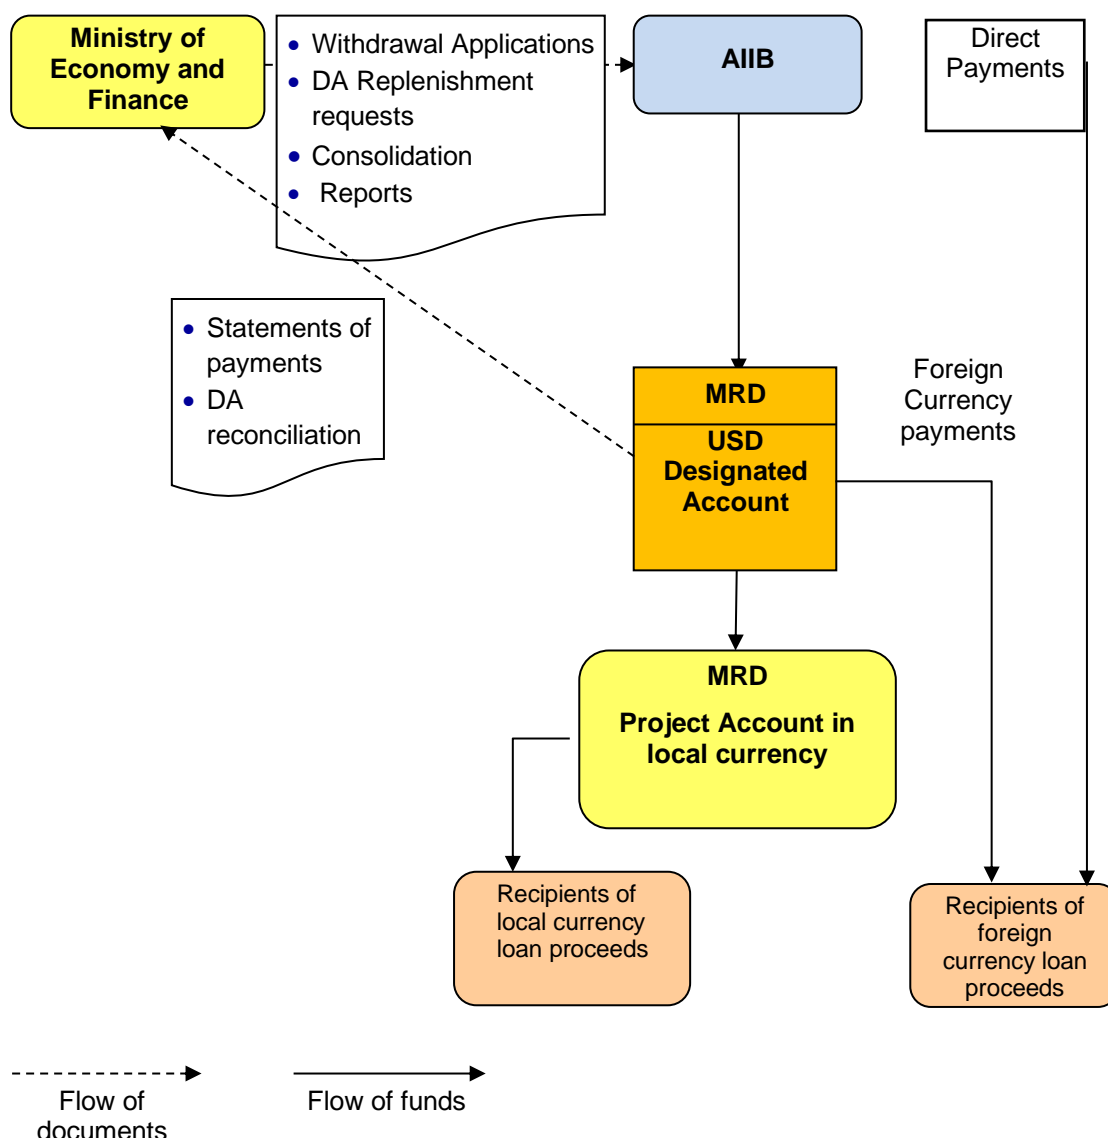 Ministry of
Economy and
Finance
• Withdrawal Applications
• DA Replenishment
requests
• Consolidation
• Reports
AIIB
Direct
Payments
• Statements of
payments
• DA
reconciliation
MRD
USD
Designated
Account
Foreign
Currency
payments
MRD
Project Account in
local currency
Recipients of
local currency
loan proceeds
Recipients of
foreign
currency loan
proceeds
Flow of
documents
Flow of funds